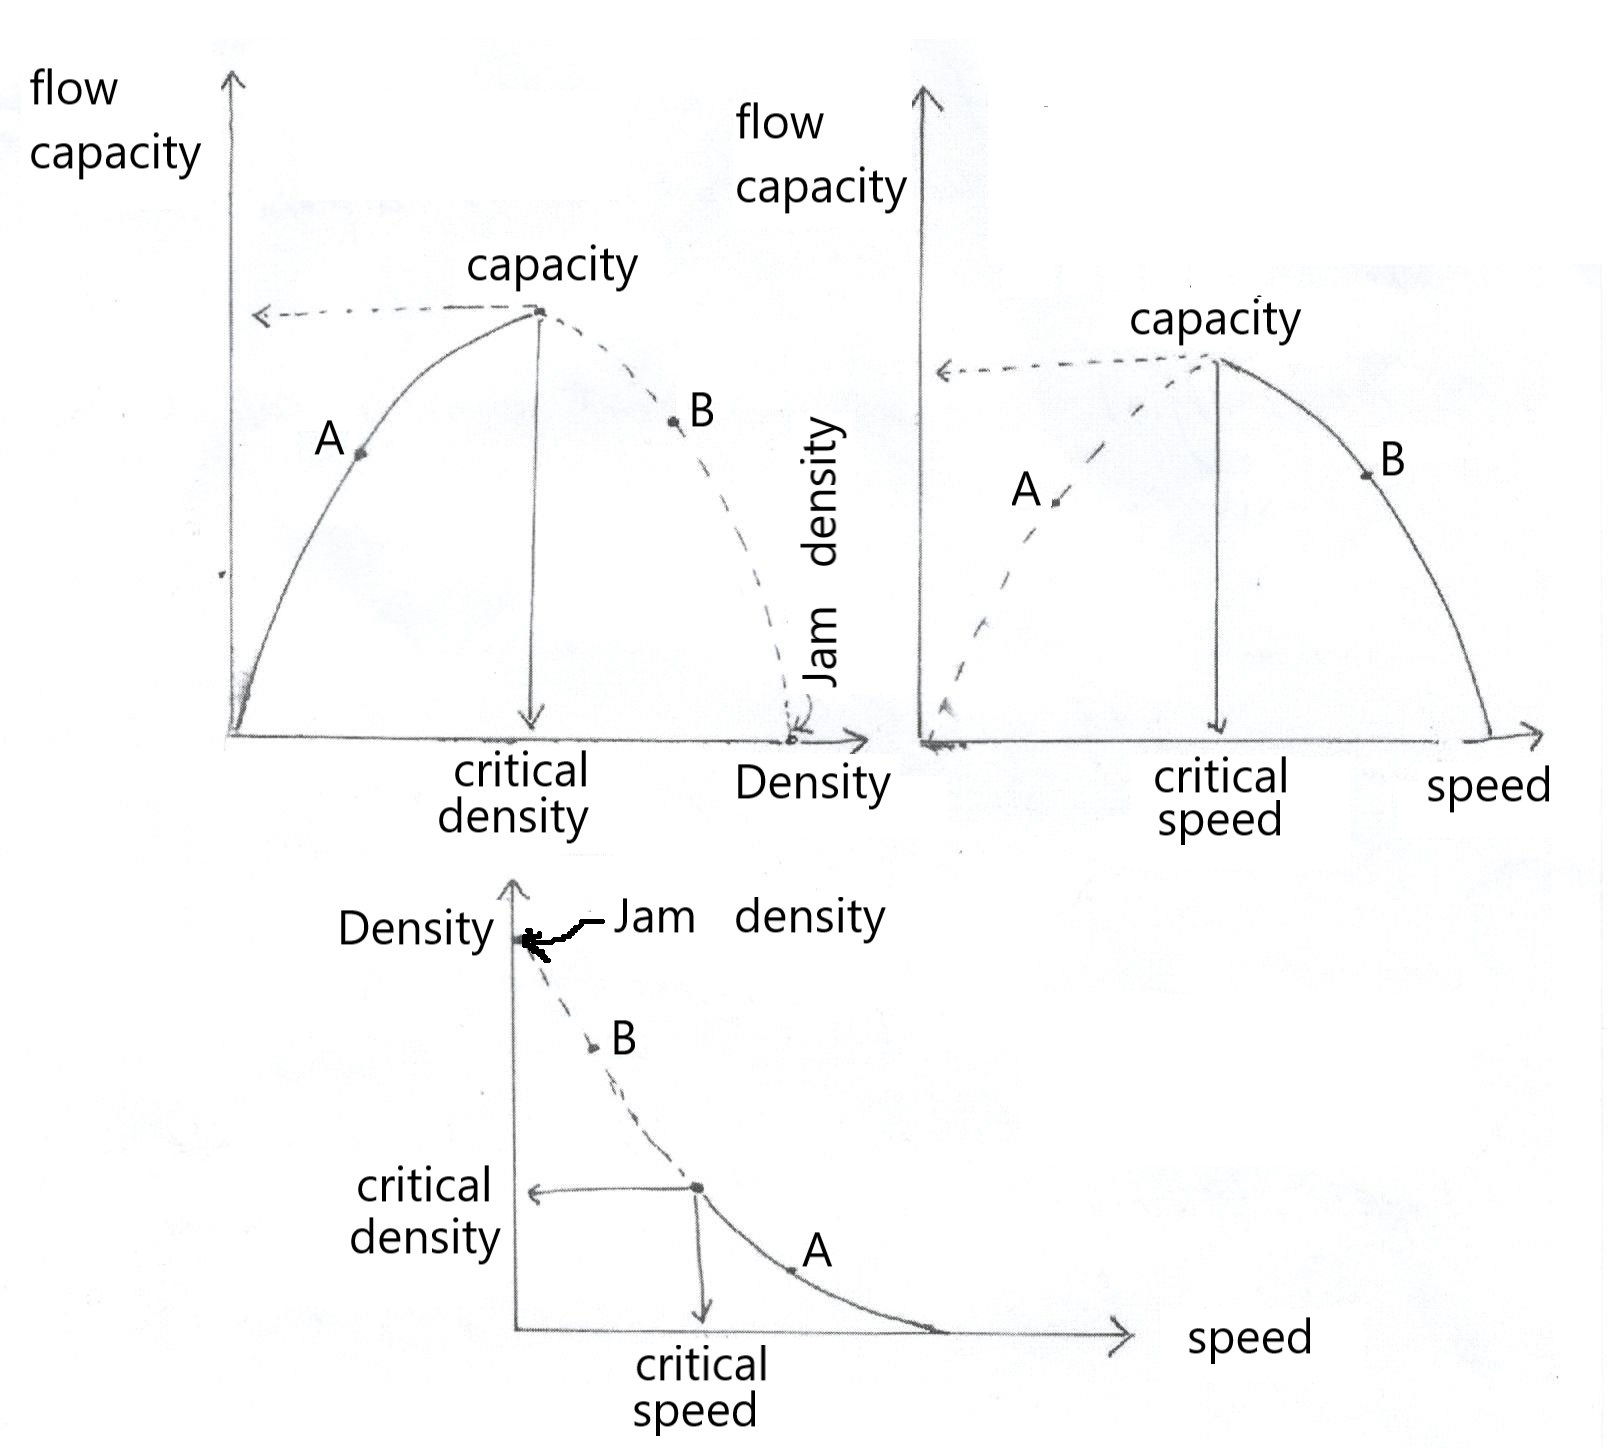 flow
capacity
capacity
A
B
Jam density
critical
density
Density
flow
capacity
capacity
A
B
critical
speed
speed
Density
Jam density
B
critical
density
A
critical
speed
speed